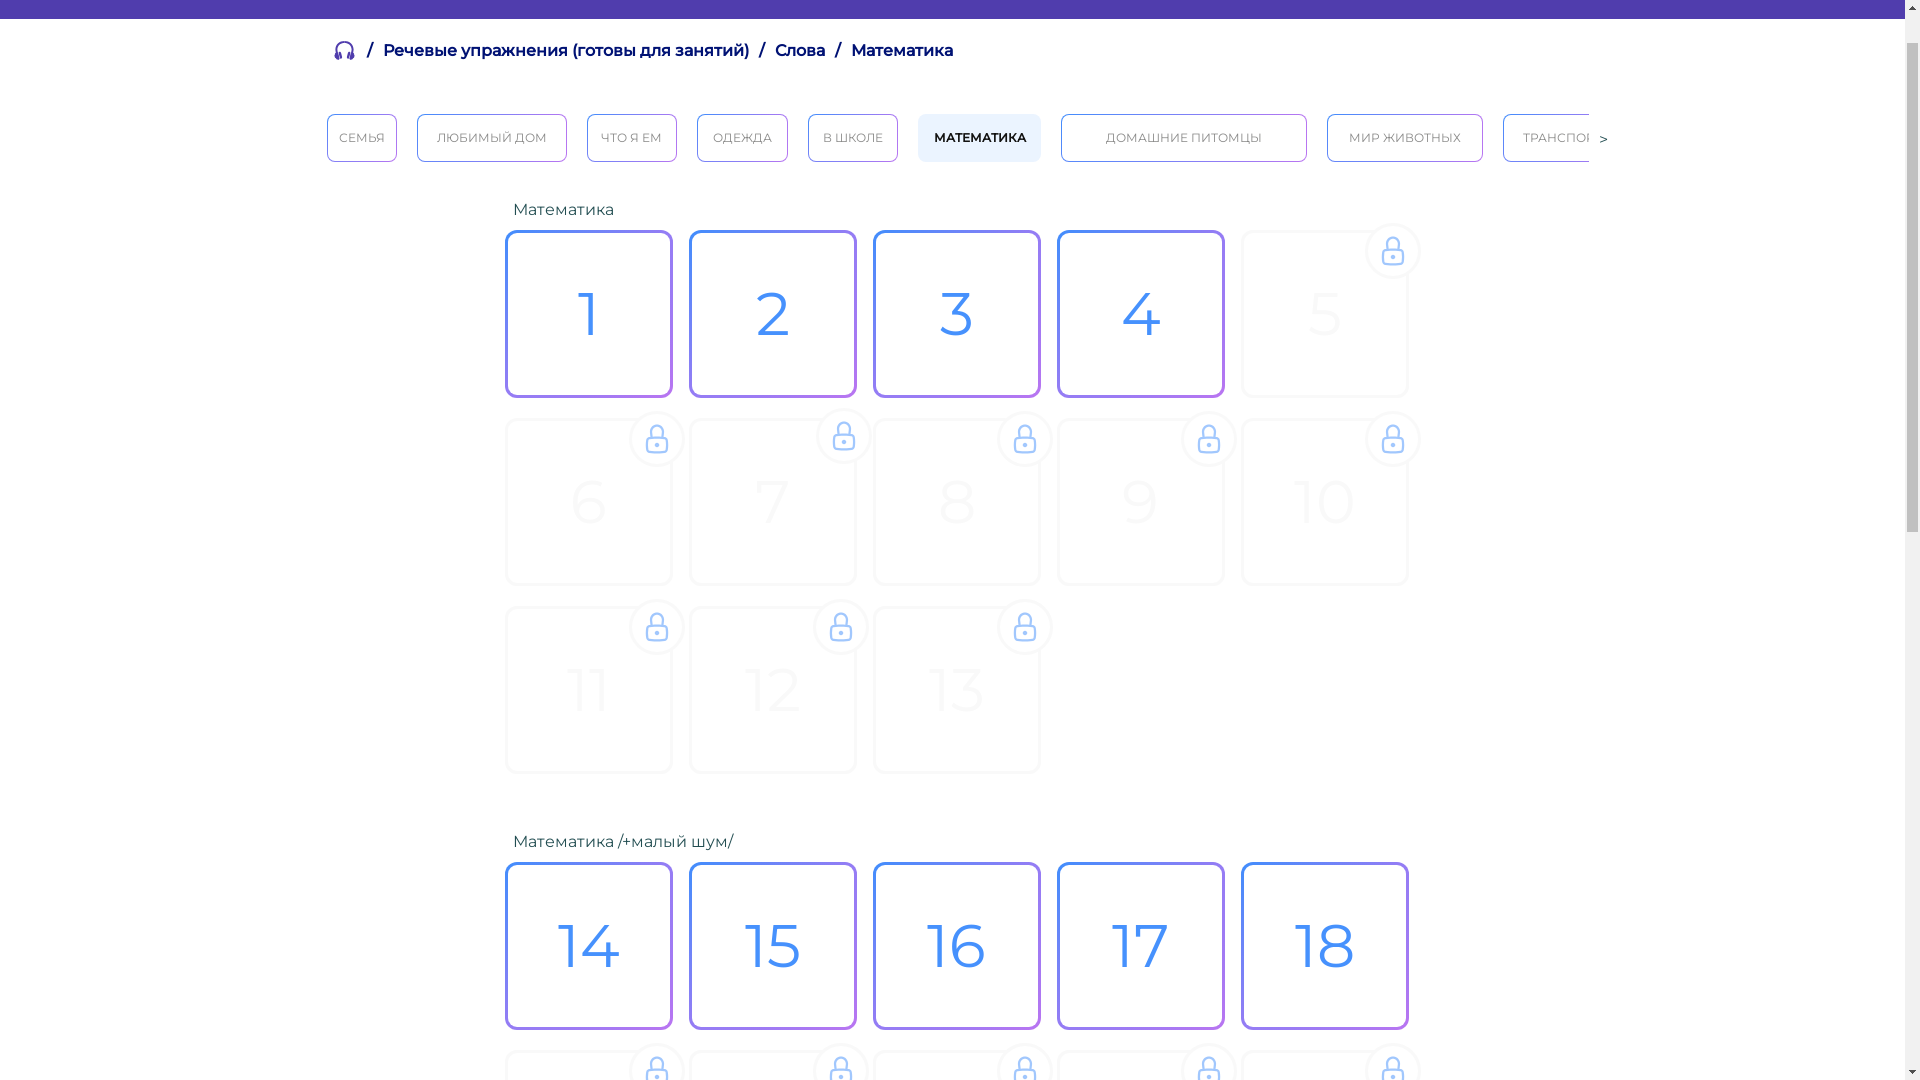 / Речевые упражнения (готовы для занятий) / Слова / Математика
СЕМЬЯ ЛЮБИМЫЙ ДОМ ЧТО Я ЕМ ОДЕЖДА В ШКОЛЕ МАТЕМАТИКА ДОМАШНИЕ ПИТОМЦЫ МИР ЖИВОТНЫХ ТРАНСПОР >
Математика
1 2 3 4 5
6 7 8 9 10
11 12 13
Математика /+малый шум/
14 15 16 17 18